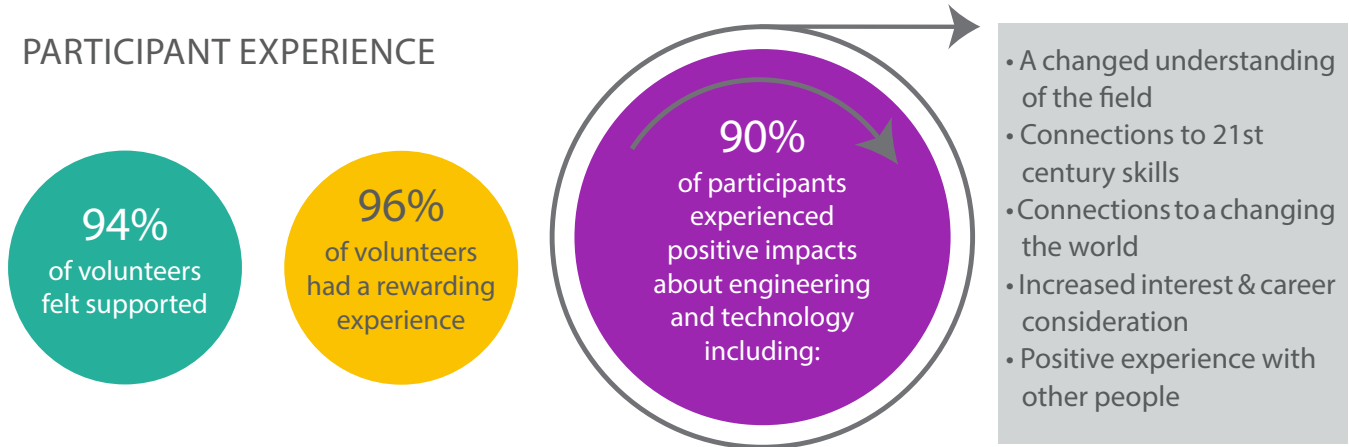 PARTICIPANT EXPERIENCE
94%
of volunteers
felt supported
96%
of volunteers
had a rewarding
experience
90%
of participants
experienced
positive impacts
about engineering
and technology
including:
• A changed understanding
of the field
• Connections to 21st
century skills
• Connections to a changing
the world
• Increased interest & career
consideration
• Positive experience with
other people